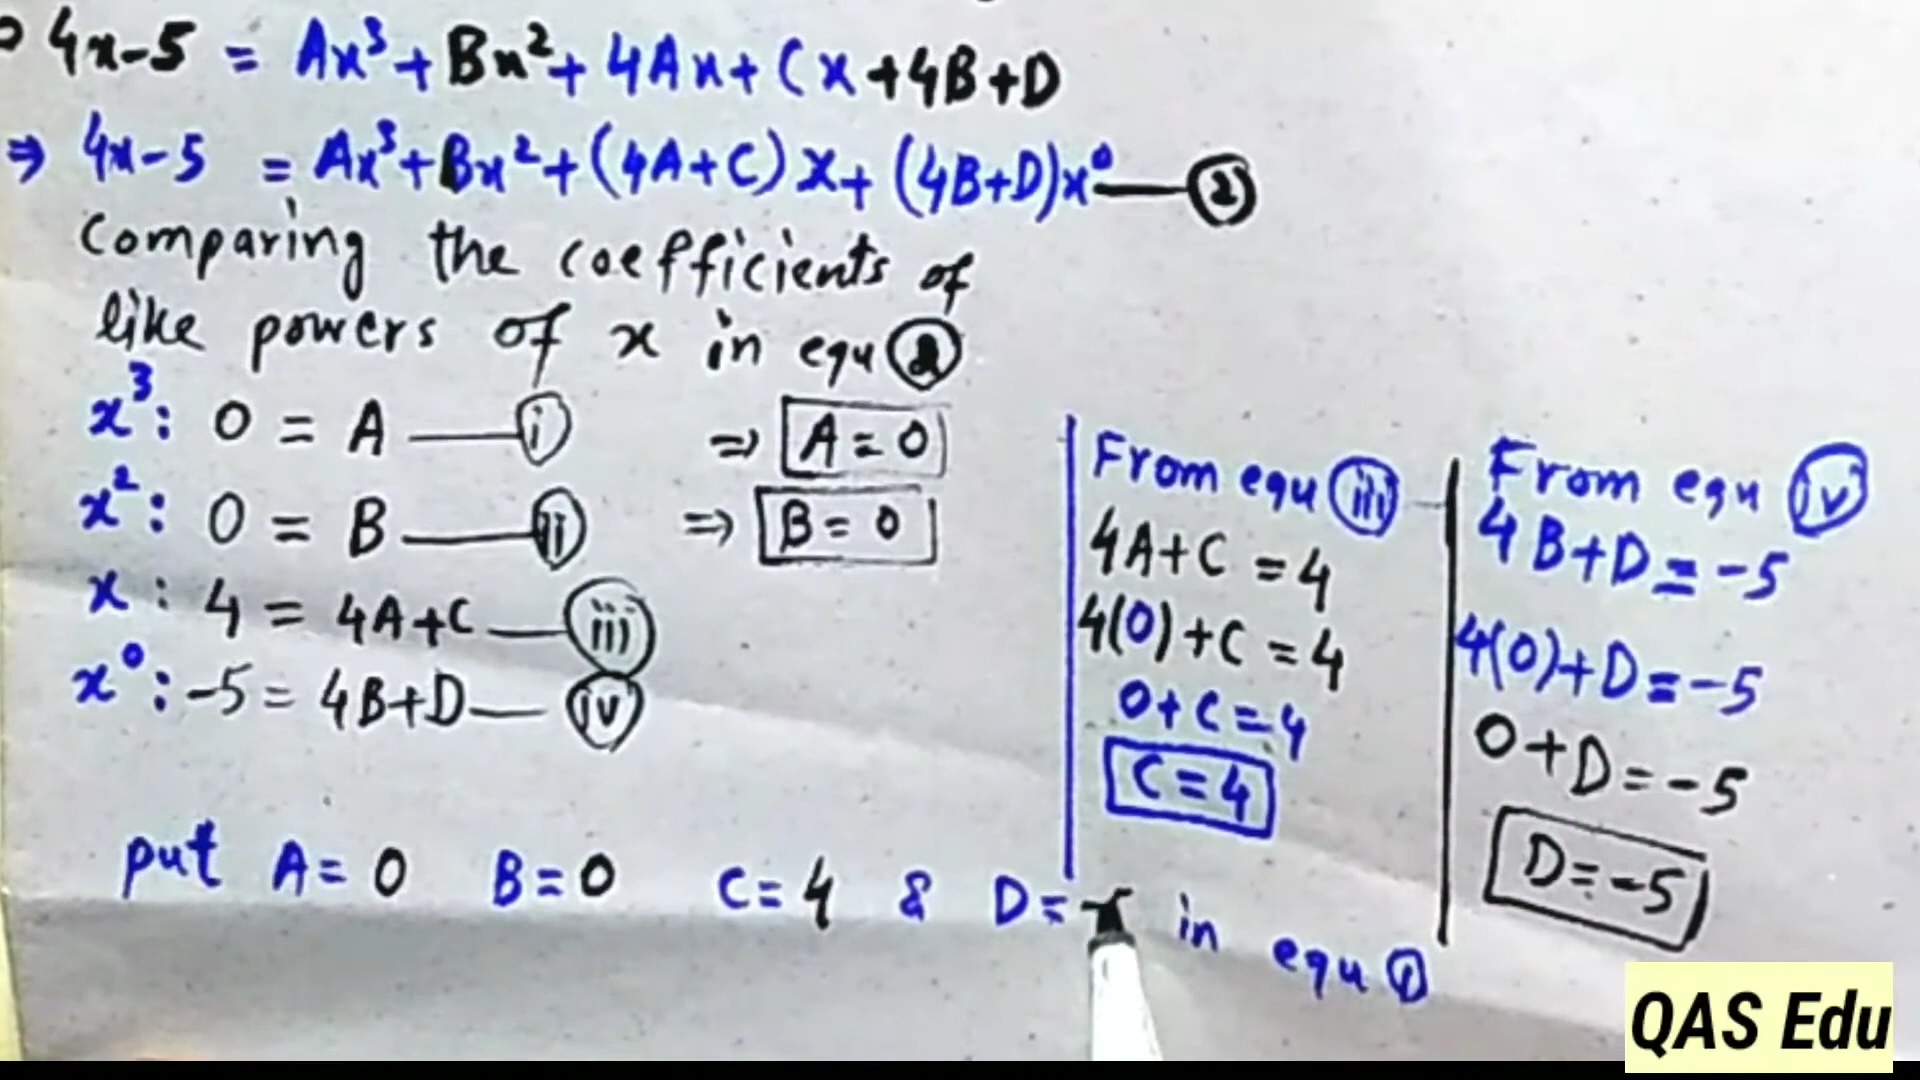 4x-5 = Ax³+Bx²+4Ax+Cx+4B+D
⇒ 4x-5 = Ax³+Bx²+(4A+C)x+(4B+D)x⁰ — ②
Comparing the coefficients of
like powers of x in equ ②
x³: 0 = A — ⓘ ⇒ A = 0
x²: 0 = B — ii ⇒ B = 0
x: 4 = 4A+C — iii
x⁰: -5 = 4B+D — iv
From equ iii
4A+C = 4
4(0)+C = 4
0+C = 4
C = 4
From equ iv
4B+D = -5
4(0)+D = -5
0+D = -5
D = -5
put A = 0 B = 0 C = 4 & D = - in equ ①
QAS Edu